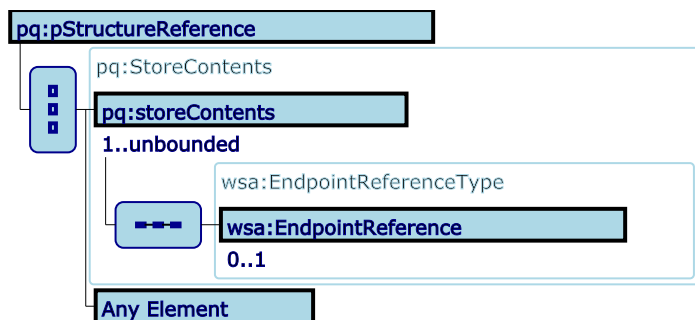 pq:pStructureReference
pq:StoreContents
pq:storeContents
1..unbounded
wsa:EndpointReferenceType
wsa:EndpointReference
0..1
Any Element